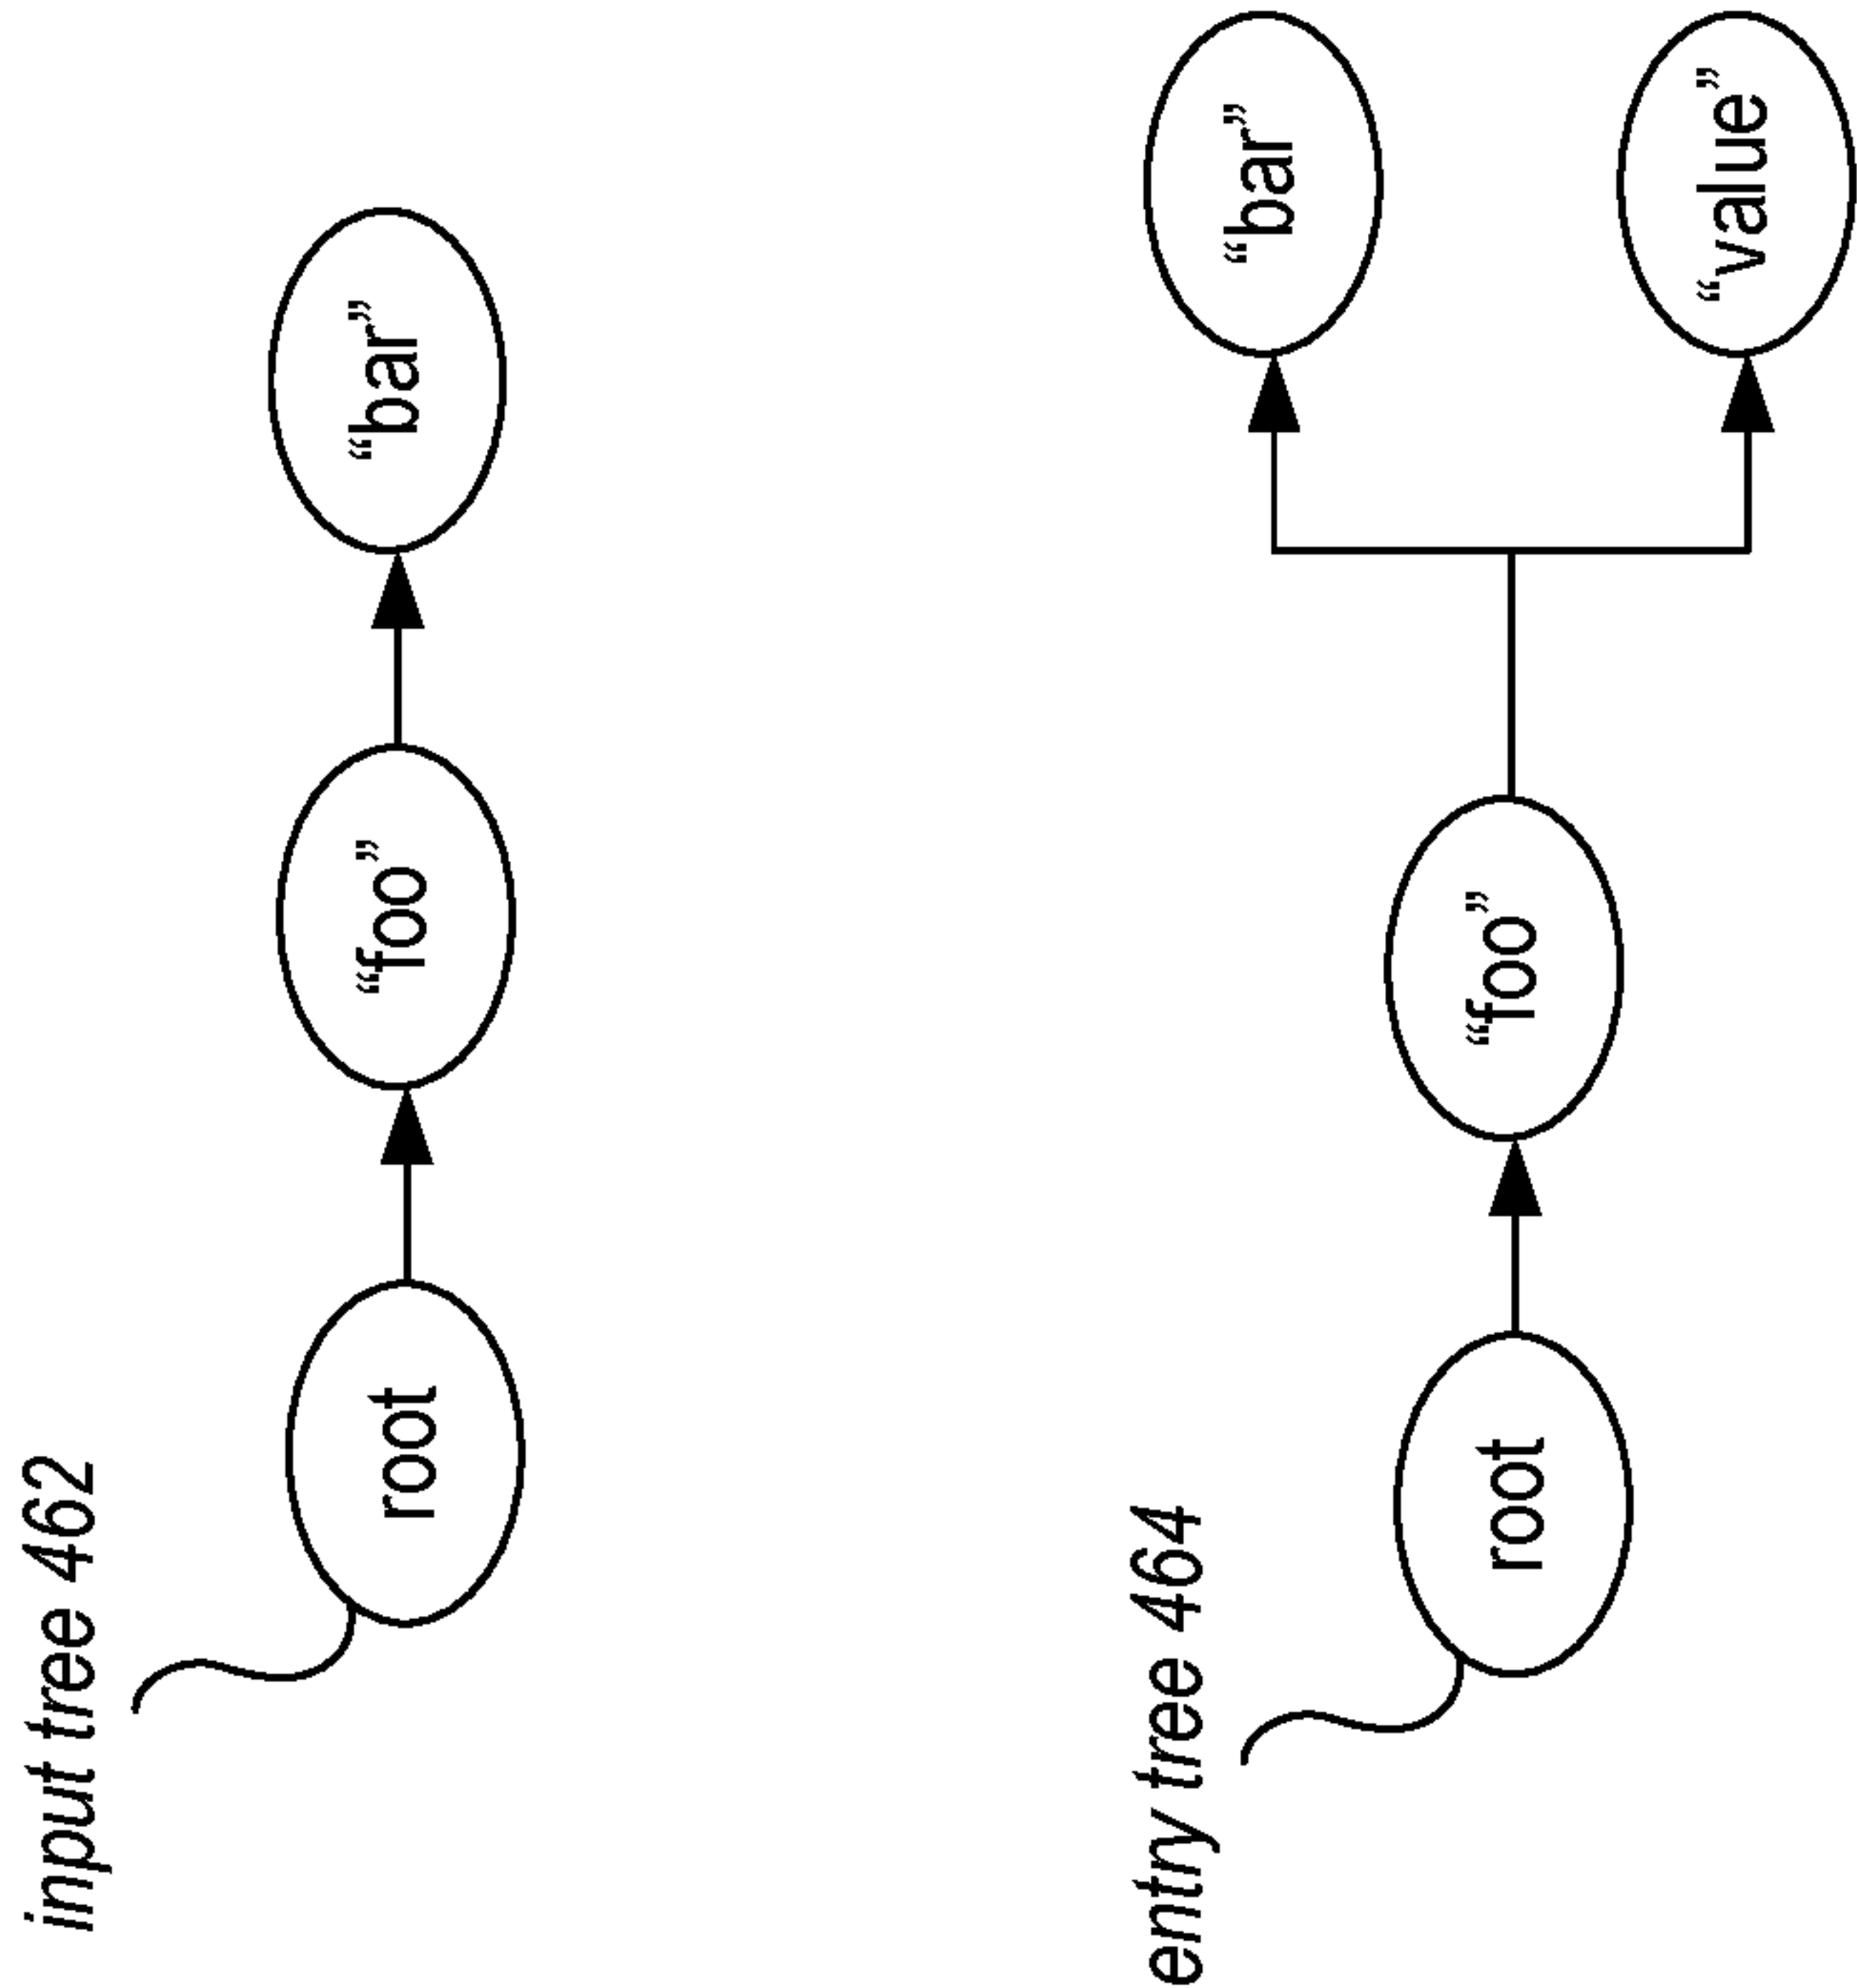 input tree 462
root
“foo”
“bar”
entry tree 464
root
“foo”
“bar”
“value”